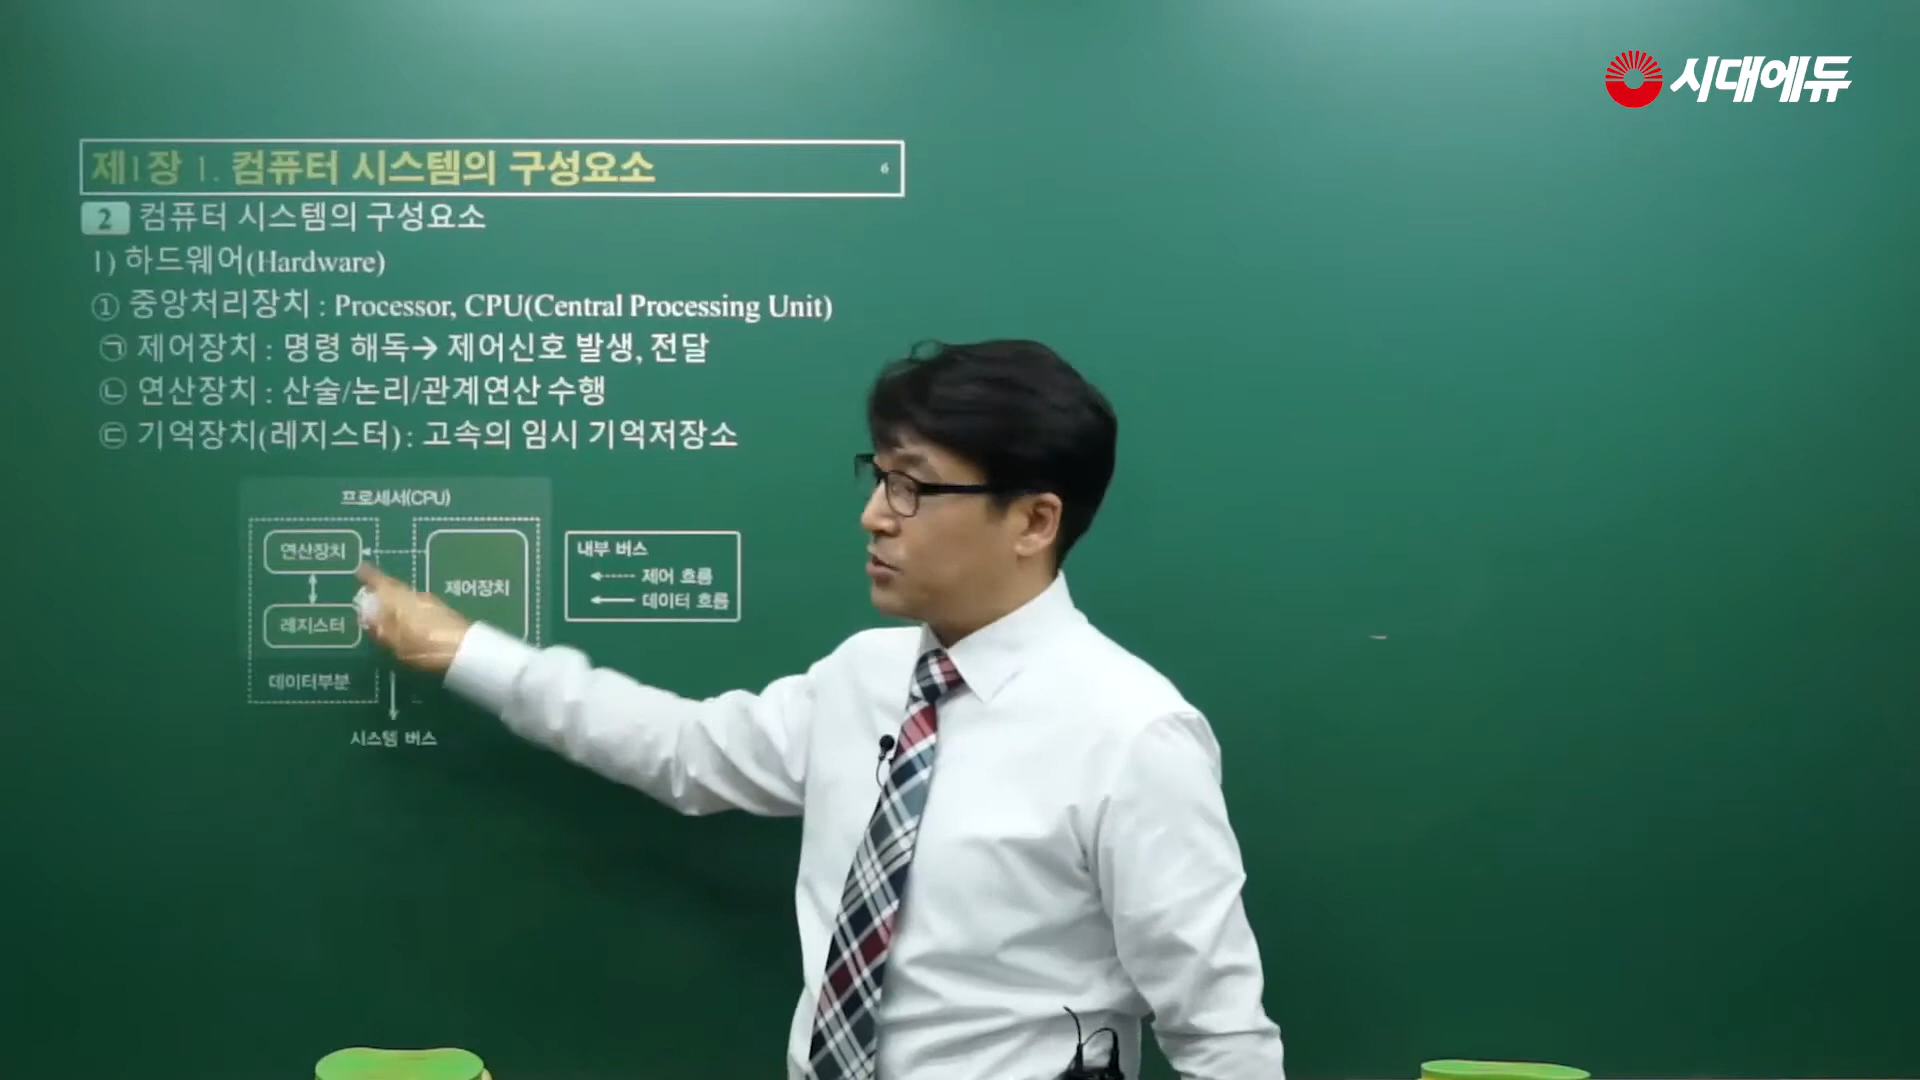 시대에듀
제1장 1. 컴퓨터 시스템의 구성요소
6
2 컴퓨터 시스템의 구성요소
1) 하드웨어(Hardware)
① 중앙처리장치 : Processor, CPU(Central Processing Unit)
㉠ 제어장치 : 명령 해독→ 제어신호 발생, 전달
㉡ 연산장치 : 산술/논리/관계연산 수행
㉢ 기억장치(레지스터) : 고속의 임시 기억저장소
프로세서(CPU)
연산장치
제어장치
레지스터
데이터부분
시스템 버스
내부 버스
제어 흐름
데이터 흐름